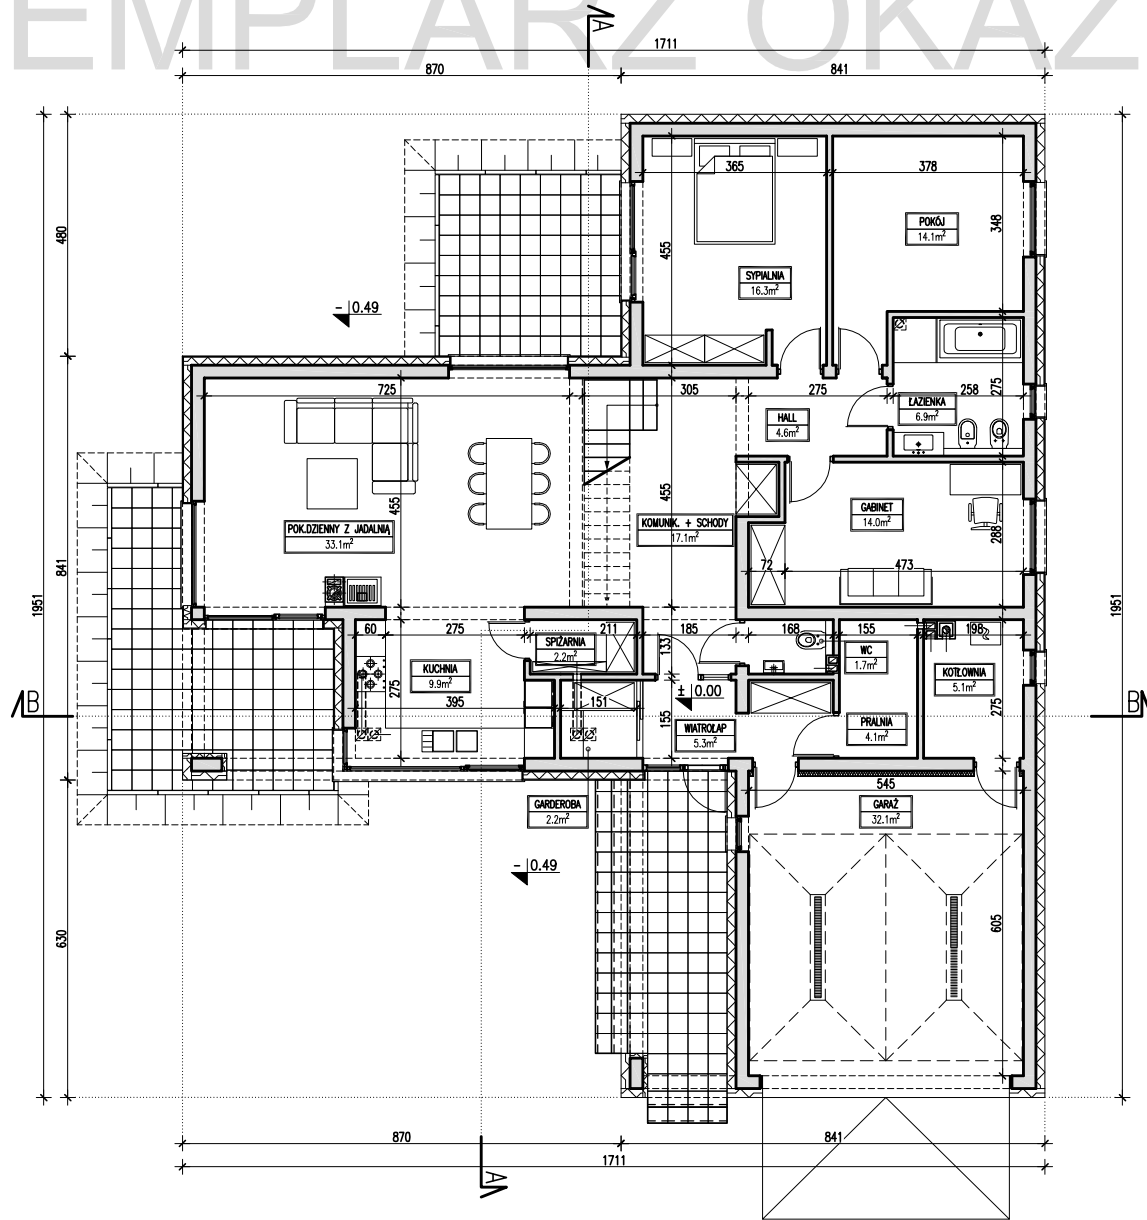 EMPLARZ OKAZ
A
1711
870
841
365
378
480
348
POKÓJ
14.1m²
455
SYPIALNIA
16.3m²
- 0.49
725
305
275
258
275
ŁAZIENKA
6.9m²
HALL
4.6m²
455
455
GABINET
14.0m²
288
POK.DZIENNY Z JADALNIĄ
33.1m²
KOMUNIK. + SCHODY
17.1m²
72
473
841
1951
1951
60
275
211
185
168
155
198
SPIŻARNIA
2.2m²
133
WC
1.7m²
KUCHNIA
9.9m²
275
KOTŁOWNIA
5.1m²
395
151
± 0.00
275
B
B
155
WIATROŁAP
5.3m²
PRALNIA
4.1m²
545
GARDEROBA
2.2m²
GARAŻ
32.1m²
- 0.49
630
605
870
841
1711
A